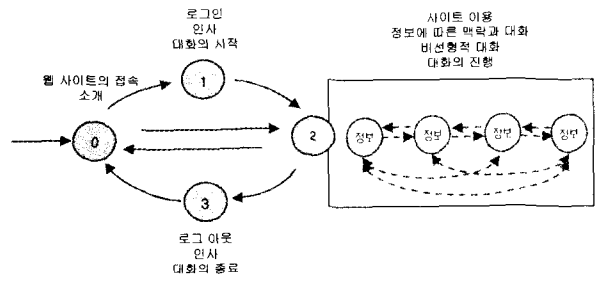 로그인
인사
대화의 시작
사이트 이용
정보에 따른 맥락과 대화
비선형적 대화
대화의 진행
웹 사이트의 접속
소개
1
0
2
정보 정보 정보 정보
3
로그 아웃
인사
대화의 종료